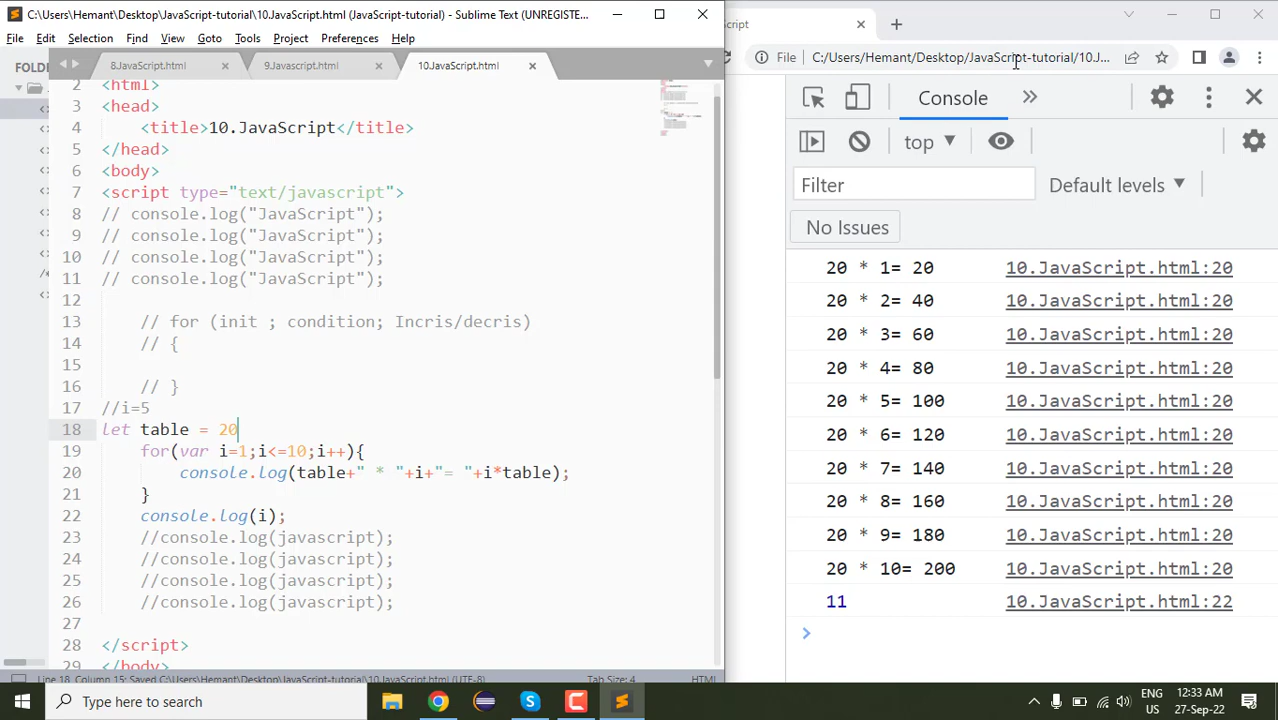 C:\Users\Hemant\Desktop\JavaScript-tutorial\10.JavaScript.html (JavaScript-tutorial) - Sublime Text (UNREGISTE...
File Edit Selection Find View Goto Tools Project Preferences Help
FOLD
8.JavaScript.html
9.Javascript.html
10.JavaScript.html
2 <html>
3 <head>
4 <title>10.JavaScript</title>
5 </head>
6 <body>
7 <script type="text/javascript">
8 // console.log("JavaScript");
9 // console.log("JavaScript");
10 // console.log("JavaScript");
11 // console.log("JavaScript");
12
13 // for (init ; condition; Incris/decris)
14 // {
15
16 // }
17 //i=5
18 let table = 20
19 for(var i=1;i<=10;i++){
20 console.log(table+" * "+i+"= "+i*table);
21 }
22 console.log(i);
23 //console.log(javascript);
24 //console.log(javascript);
25 //console.log(javascript);
26 //console.log(javascript);
27
28 </script>
29 </body>
Line 18, Column 15; Saved C:\Users\Hemant\Desktop\JavaScript-tutorial\10.JavaScript.html (UTF-8)
Tab Size: 4
HTML
Script
File C:/Users/Hemant/Desktop/JavaScript-tutorial/10.J...
Console
top
Filter
Default levels
No Issues
20 * 1= 20 10.JavaScript.html:20
20 * 2= 40 10.JavaScript.html:20
20 * 3= 60 10.JavaScript.html:20
20 * 4= 80 10.JavaScript.html:20
20 * 5= 100 10.JavaScript.html:20
20 * 6= 120 10.JavaScript.html:20
20 * 7= 140 10.JavaScript.html:20
20 * 8= 160 10.JavaScript.html:20
20 * 9= 180 10.JavaScript.html:20
20 * 10= 200 10.JavaScript.html:20
11 10.JavaScript.html:22
Type here to search
ENG
US
12:33 AM
27-Sep-22